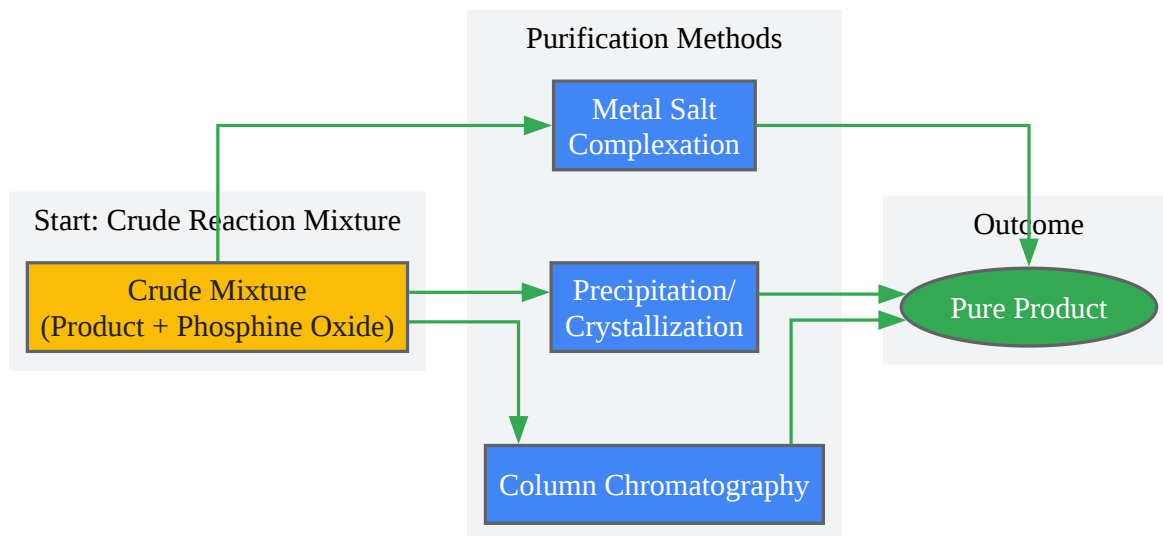 Purification Methods
Metal Salt
Complexation
Start: Crude Reaction Mixture
Crude Mixture
(Product + Phosphine Oxide)
Precipitation/
Crystallization
Outcome
Pure Product
Column Chromatography